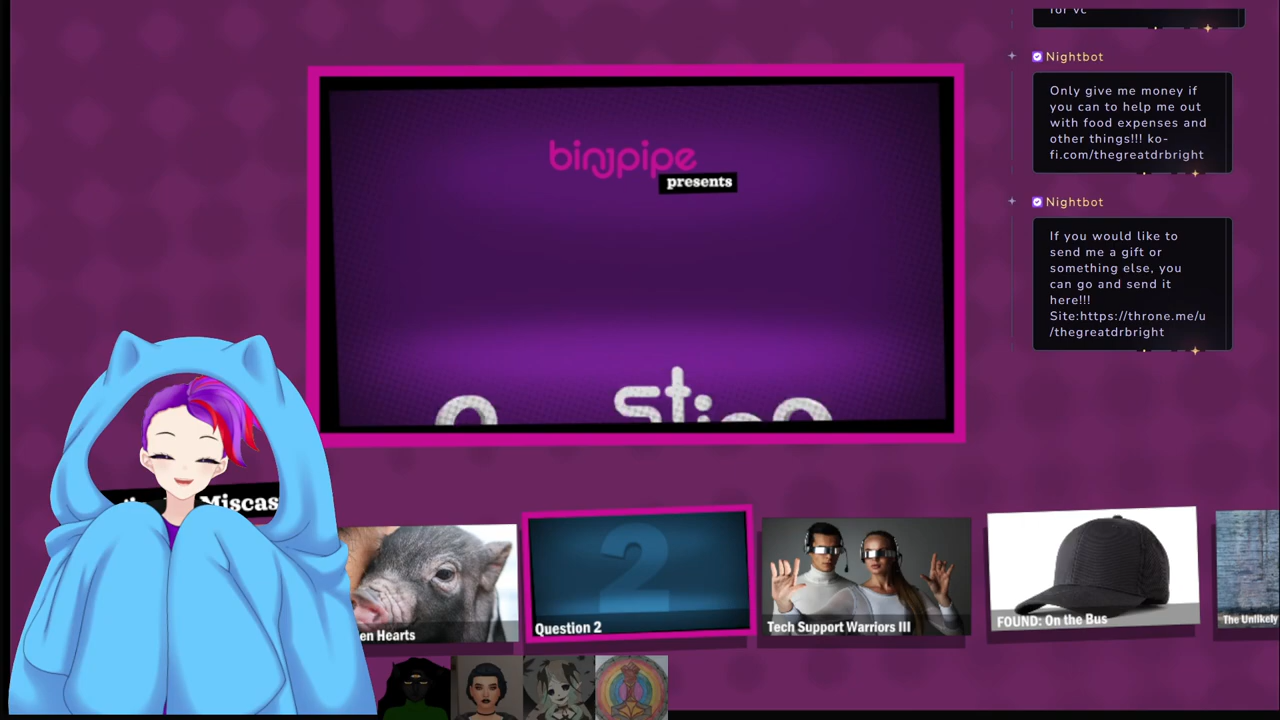 for vc
Nightbot
Only give me money if
you can to help me out
with food expenses and
other things!!! ko-
fi.com/thegreatdrbright
Nightbot
If you would like to
send me a gift or
something else, you
can go and send it
here!!!
Site:https://throne.me/u
/thegreatdrbright
binjpipe
presents
Miscas
en Hearts
2
Question 2
Tech Support Warriors III
FOUND: On the Bus
The Unlikely